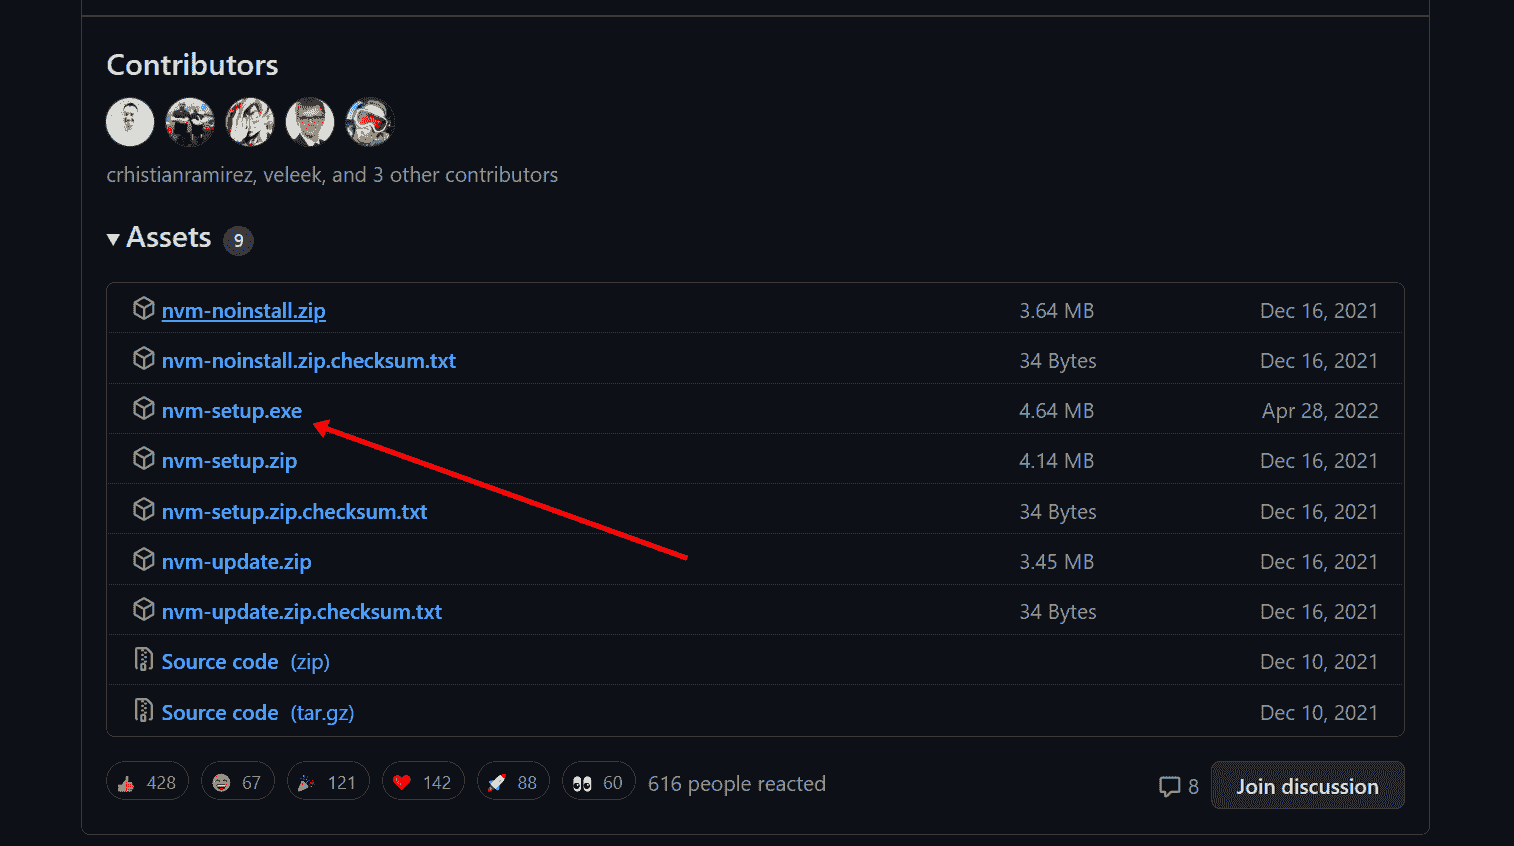 Contributors
crhistianramirez, veleek, and 3 other contributors
Assets 9
nvm-noinstall.zip 3.64 MB Dec 16, 2021
nvm-noinstall.zip.checksum.txt 34 Bytes Dec 16, 2021
nvm-setup.exe 4.64 MB Apr 28, 2022
nvm-setup.zip 4.14 MB Dec 16, 2021
nvm-setup.zip.checksum.txt 34 Bytes Dec 16, 2021
nvm-update.zip 3.45 MB Dec 16, 2021
nvm-update.zip.checksum.txt 34 Bytes Dec 16, 2021
Source code (zip) Dec 10, 2021
Source code (tar.gz) Dec 10, 2021
428 67 121 142 88 60 616 people reacted 8 Join discussion